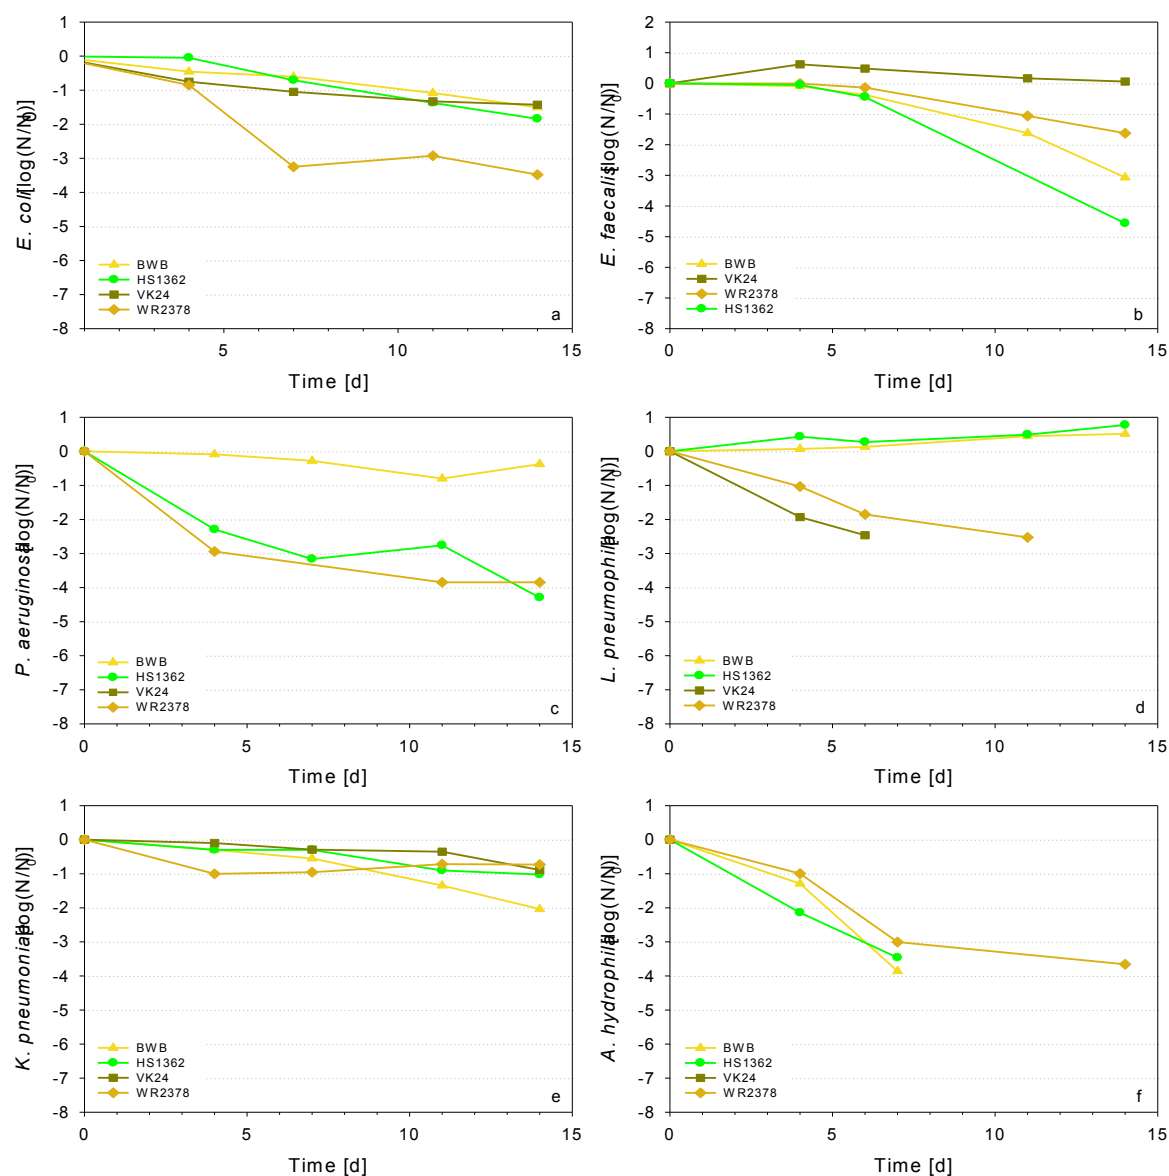 1
0
-1
-2
-3
-4
-5
-6
-7
-8
E. coli [log(N/N0)]
BWB
HS1362
VK24
WR2378
a
5
10
15
Time [d]
2
1
0
-1
-2
-3
-4
-5
-6
-7
-8
E. faecalis [log(N/N0)]
BWB
VK24
WR2378
HS1362
b
0
5
10
15
Time [d]
1
0
-1
-2
-3
-4
-5
-6
-7
-8
P. aeruginosa [log(N/N0)]
BWB
HS1362
VK24
WR2378
c
0
5
10
15
Time [d]
1
0
-1
-2
-3
-4
-5
-6
-7
-8
L. pneumophila [log(N/N0)]
BWB
HS1362
VK24
WR2378
d
0
5
10
15
Time [d]
1
0
-1
-2
-3
-4
-5
-6
-7
-8
K. pneumoniae [log(N/N0)]
BWB
HS1362
VK24
WR2378
e
0
5
10
15
Time [d]
1
0
-1
-2
-3
-4
-5
-6
-7
-8
A. hydrophila [log(N/N0)]
BWB
HS1362
VK24
WR2378
f
0
5
10
15
Time [d]